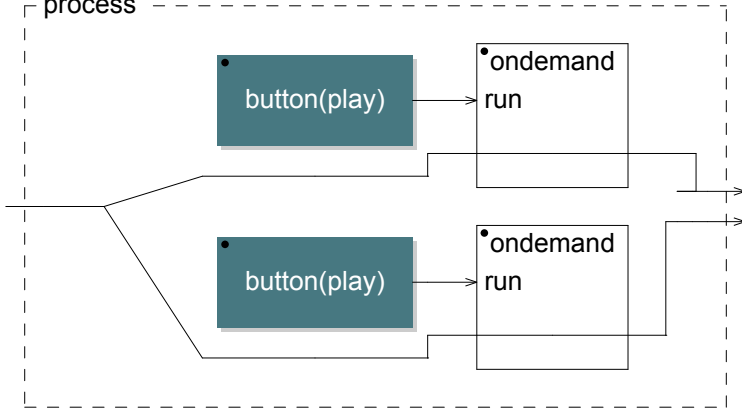 process
button(play)
ondemand
run
button(play)
ondemand
run